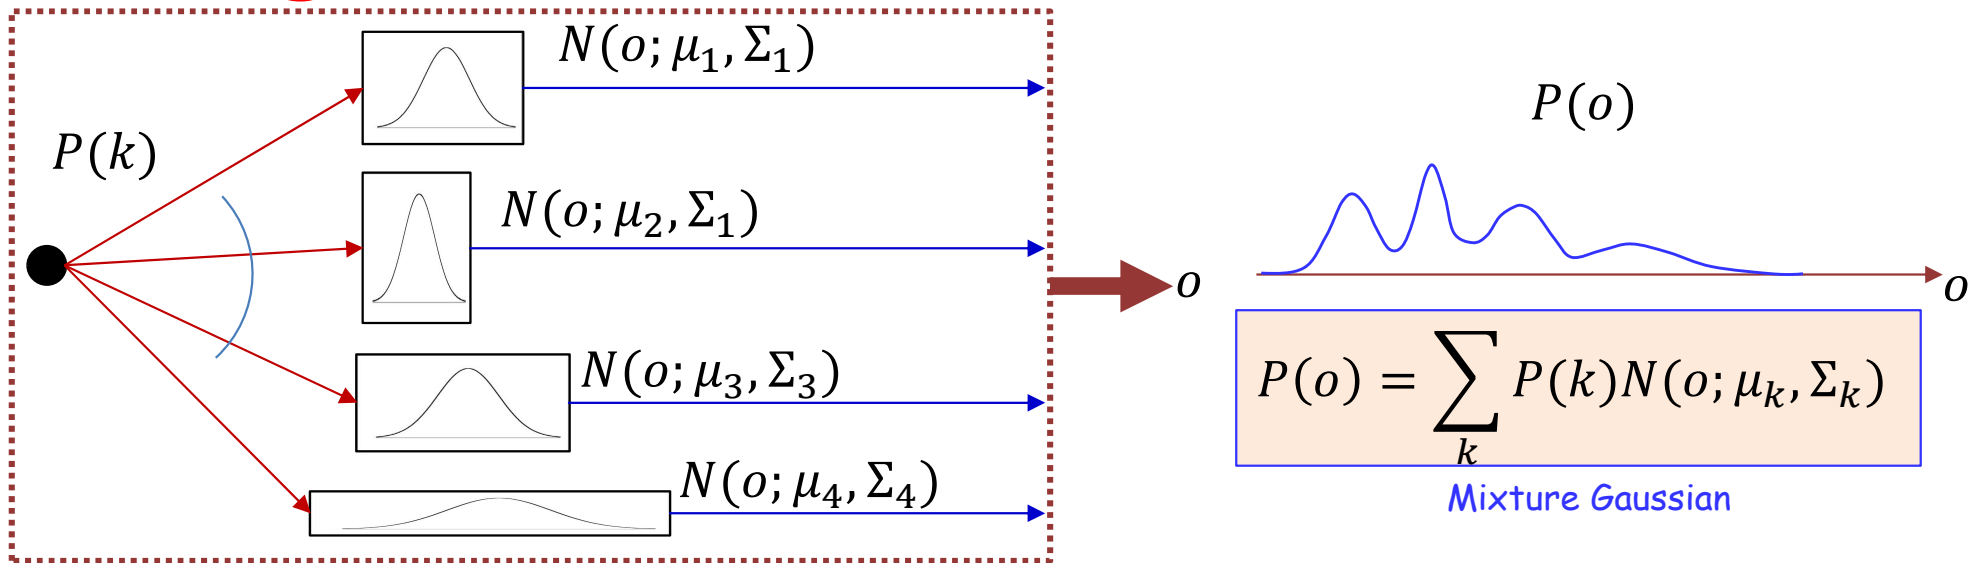 N(o; μ₁, Σ₁)
P(k)
N(o; μ₂, Σ₁)
N(o; μ₃, Σ₃)
N(o; μ₄, Σ₄)
o
P(o)
o
P(o) = ∑ₖ P(k)N(o; μₖ, Σₖ)
Mixture Gaussian